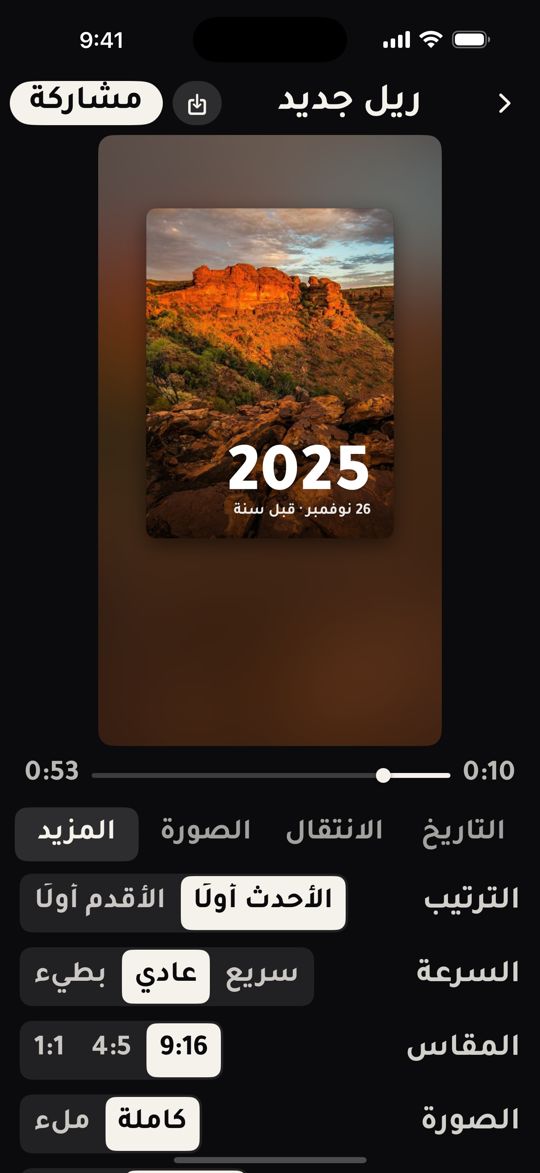 9:41
ريل جديد
مشاركة
2025
26 نوفمبر · قبل سنة
0:10
0:53
التاريخ
الانتقال
الصورة
المزيد
الترتيب
الأحدث أولًا
الأقدم أولًا
السرعة
سريع
عادي
بطيء
المقاس
9:16
4:5
1:1
الصورة
كاملة
ملء